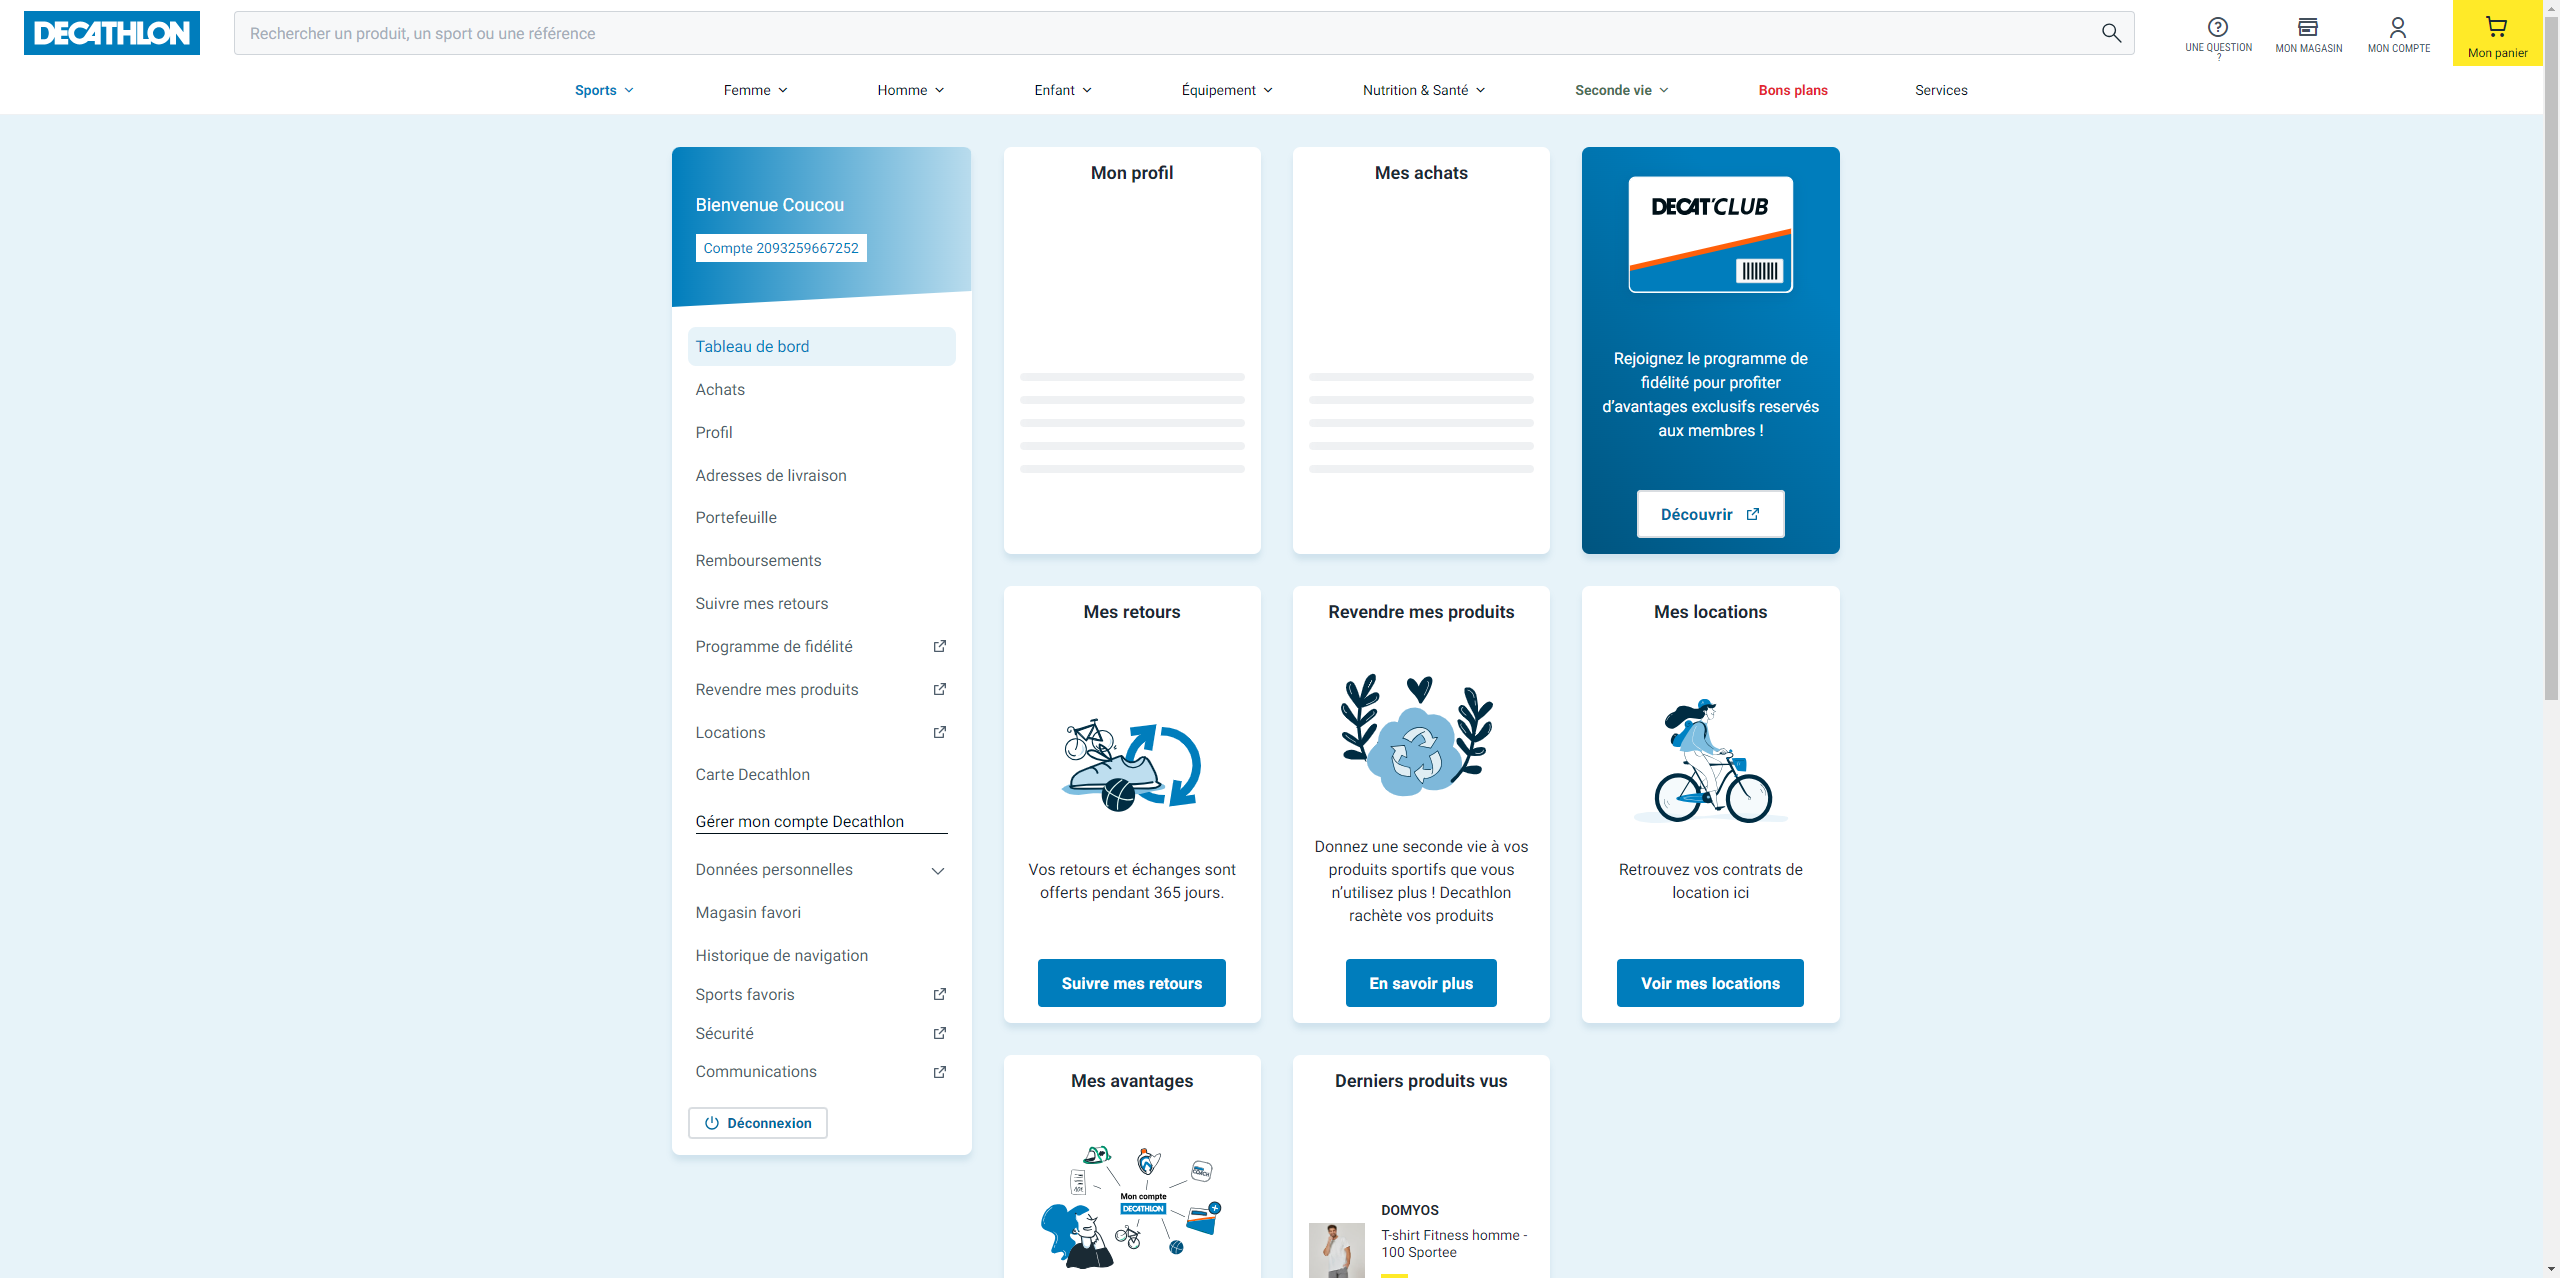 DECATHLON
Rechercher un produit, un sport ou une référence
UNE QUESTION
?
MON MAGASIN
MON COMPTE
Mon panier
Sports
Femme
Homme
Enfant
Équipement
Nutrition & Santé
Seconde vie
Bons plans
Services
Bienvenue Coucou
Compte 2093259667252
Tableau de bord
Achats
Profil
Adresses de livraison
Portefeuille
Remboursements
Suivre mes retours
Programme de fidélité
Revendre mes produits
Locations
Carte Decathlon
Gérer mon compte Decathlon
Données personnelles
Magasin favori
Historique de navigation
Sports favoris
Sécurité
Communications
Déconnexion
Mon profil
Mes achats
DECAT'CLUB
Rejoignez le programme de
fidélité pour profiter
d’avantages exclusifs reservés
aux membres !
Découvrir
Mes retours
Vos retours et échanges sont
offerts pendant 365 jours.
Suivre mes retours
Revendre mes produits
Donnez une seconde vie à vos
produits sportifs que vous
n’utilisez plus ! Decathlon
rachète vos produits
En savoir plus
Mes locations
Retrouvez vos contrats de
location ici
Voir mes locations
Mes avantages
Mon compte
DECATHLON
Derniers produits vus
DOMYOS
T-shirt Fitness homme -
100 Sportee